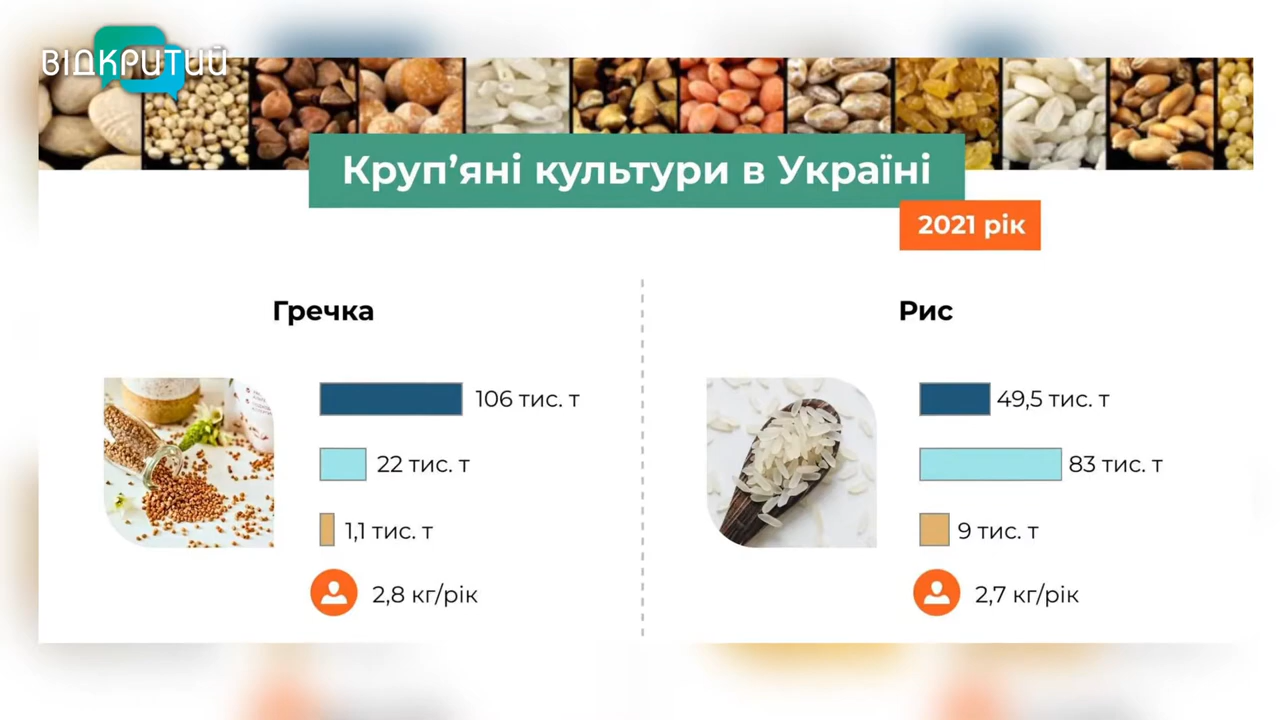 ВІДКРИТИЙ
Круп’яні культури в Україні
2021 рік
Гречка
106 тис. т
22 тис. т
1,1 тис. т
2,8 кг/рік
Рис
49,5 тис. т
83 тис. т
9 тис. т
2,7 кг/рік